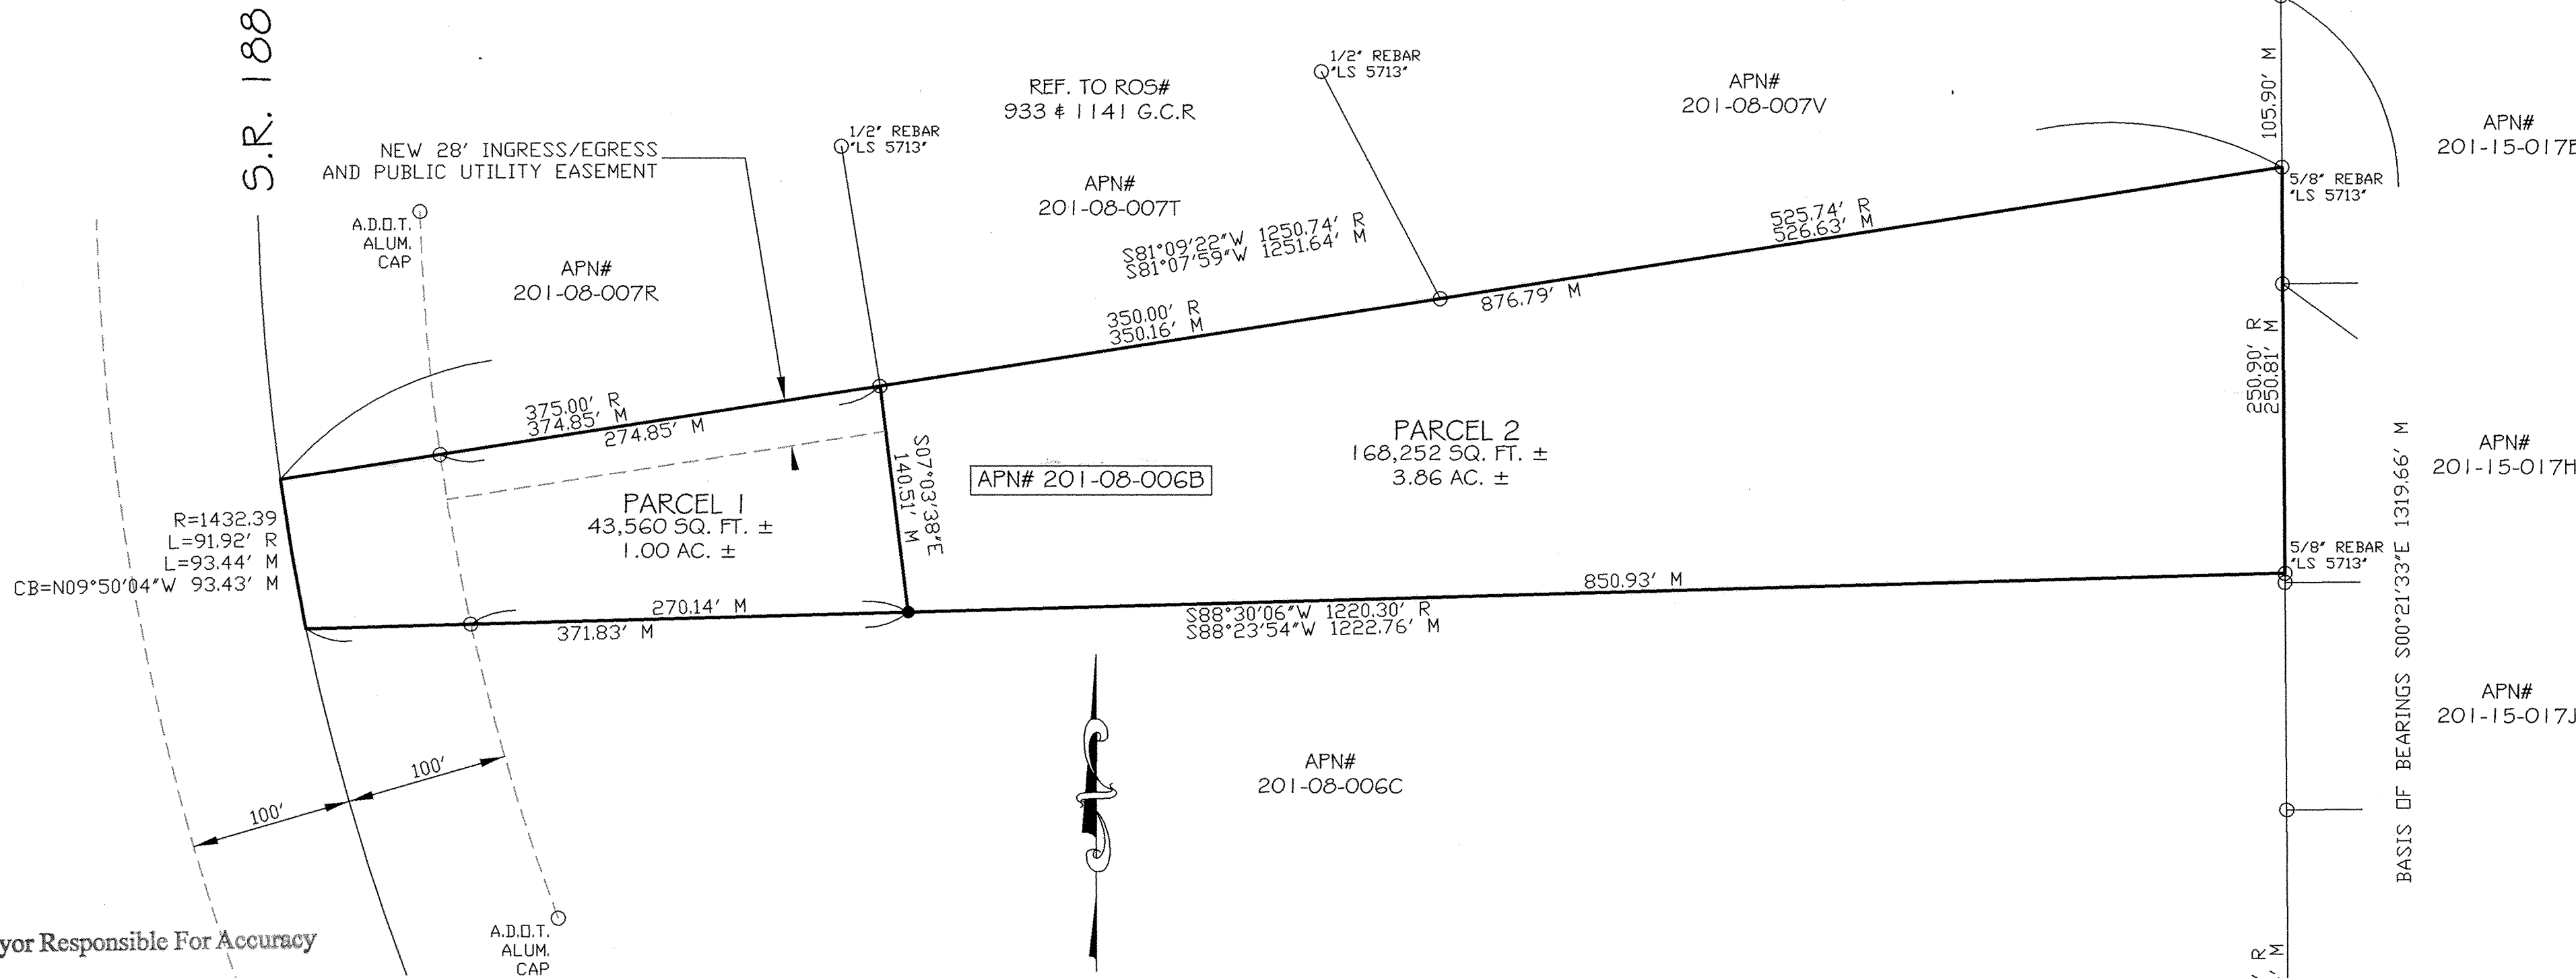 S.R. 188
NEW 28' INGRESS/EGRESS
AND PUBLIC UTILITY EASEMENT
A.D.O.T.
ALUM.
CAP
APN#
201-08-007R
1/2" REBAR
"LS 5713"
REF. TO ROS#
933 & 1141 G.C.R
APN#
201-08-007T
1/2" REBAR
"LS 5713"
APN#
201-08-007V
105.90' M
APN#
201-15-017E
5/8" REBAR
"LS 5713"
S81°09'22"W 1250.74' R
S81°07'59"W 1251.64' M
525.74' R
526.63' M
350.00' R
350.16' M
876.79' M
375.00' R
374.85' M
274.85' M
250.90' R
250.81' M
PARCEL 1
43,560 SQ. FT. ±
1.00 AC. ±
S07°03'38"E
140.51' M
APN# 201-08-006B
PARCEL 2
168,252 SQ. FT. ±
3.86 AC. ±
APN#
201-15-017H
BASIS OF BEARINGS S00°21'33"E 1319.66' M
R=1432.39
L=91.92' R
L=93.44' M
CB=N09°50'04"W 93.43' M
5/8" REBAR
"LS 5713"
270.14' M
371.83' M
850.93' M
S88°30'06"W 1220.30' R
S88°23'54"W 1222.76' M
APN#
201-15-017J
APN#
201-08-006C
100'
100'
A.D.O.T.
ALUM.
CAP
yor Responsible For Accuracy
' R
' M